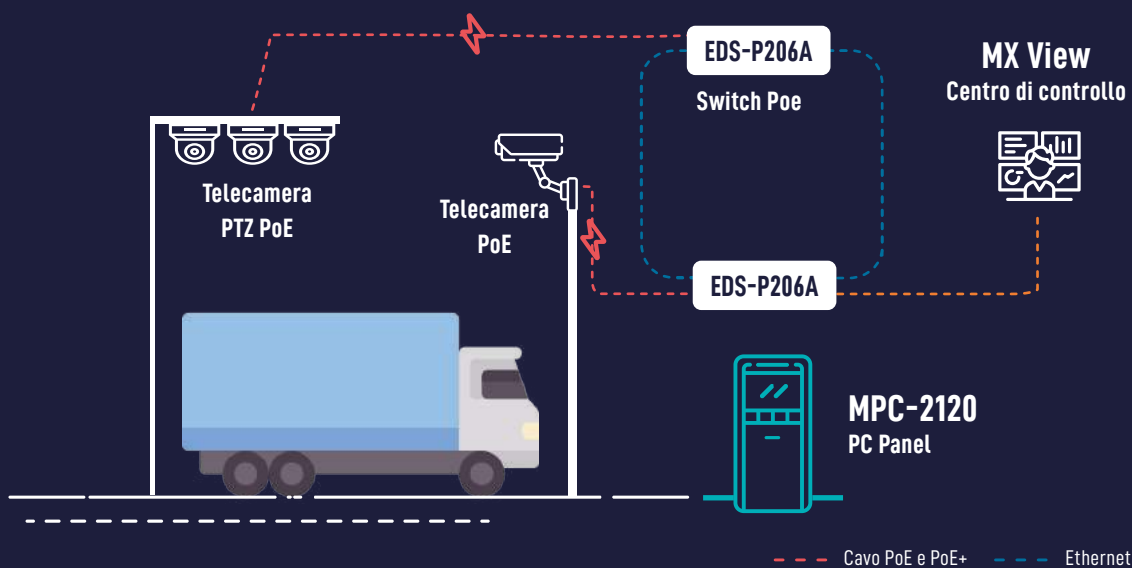 EDS-P206A
Switch Poe
MX View
Centro di controllo
Telecamera
PTZ PoE
Telecamera
PoE
EDS-P206A
MPC-2120
PC Panel
Cavo PoE e PoE+
Ethernet